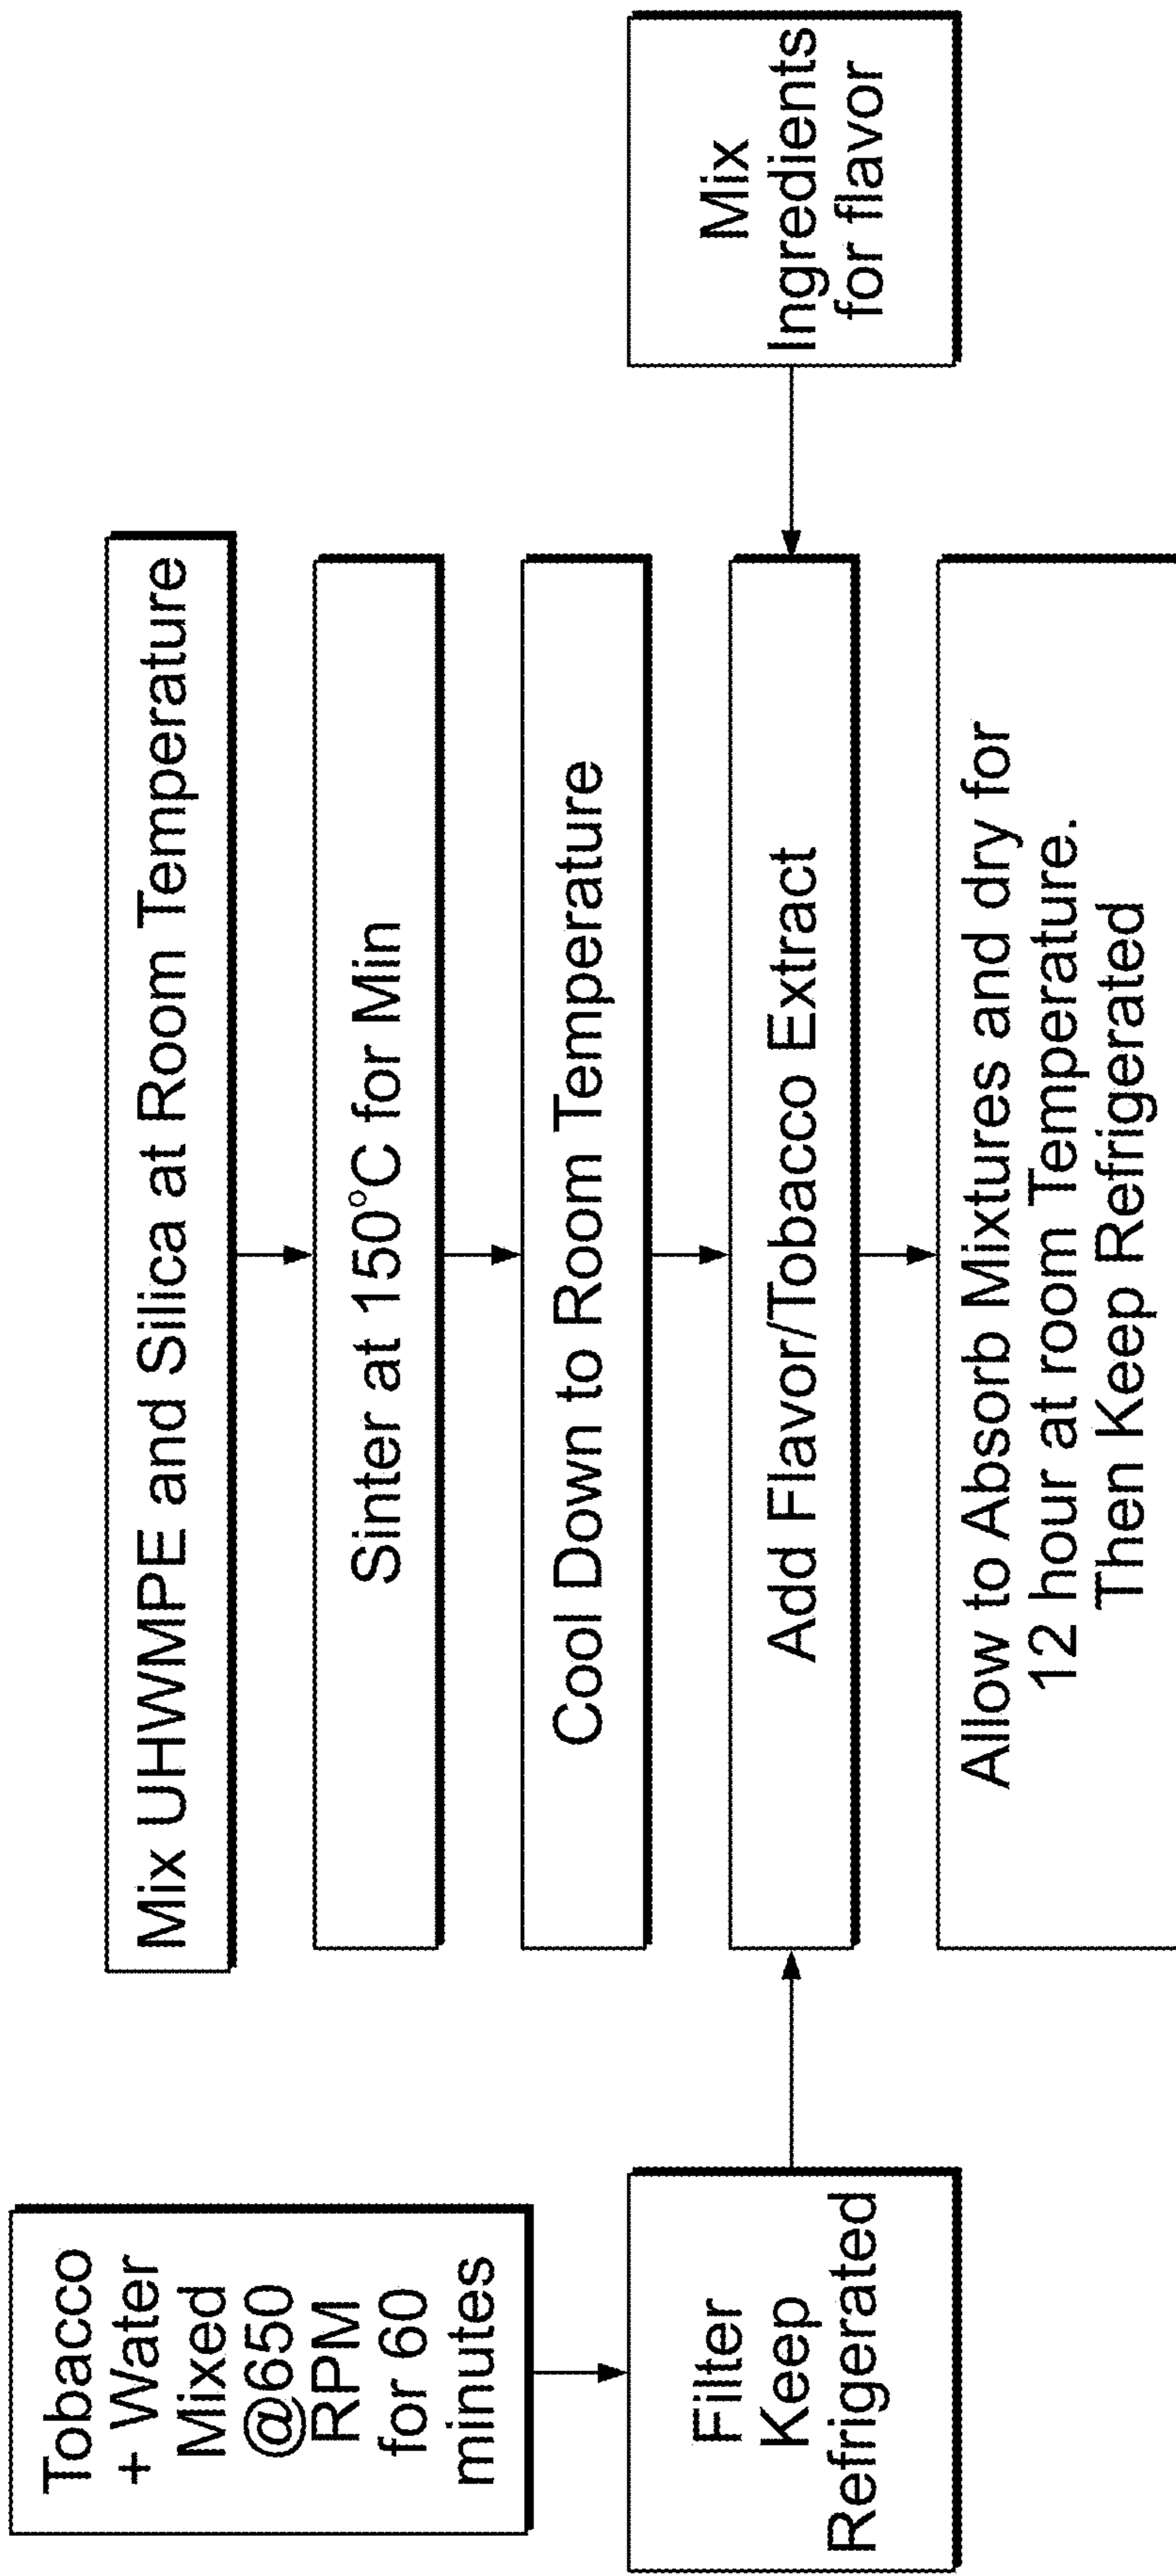 Tobacco
+ Water
Mixed
@650
RPM
for 60
minutes
Filter
Keep
Refrigerated
Mix UHWMPE and Silica at Room Temperature
Sinter at 150°C for Min
Cool Down to Room Temperature
Add Flavor/Tobacco Extract
Allow to Absorb Mixtures and dry for
12 hour at room Temperature.
Then Keep Refrigerated
Mix
Ingredients
for flavor